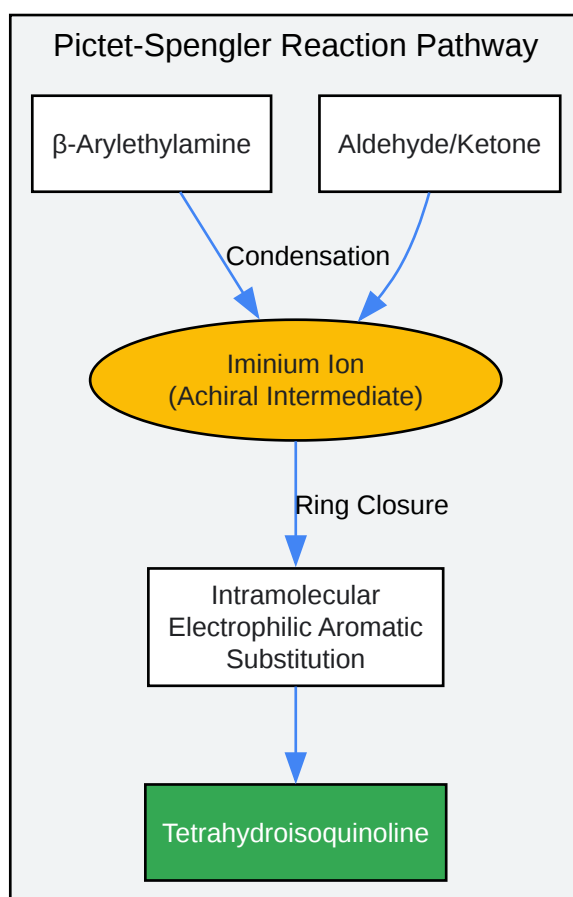 Pictet-Spengler Reaction Pathway
β-Arylethylamine
Aldehyde/Ketone
Condensation
Iminium Ion
(Achiral Intermediate)
Ring Closure
Intramolecular
Electrophilic Aromatic
Substitution
Tetrahydroisoquinoline